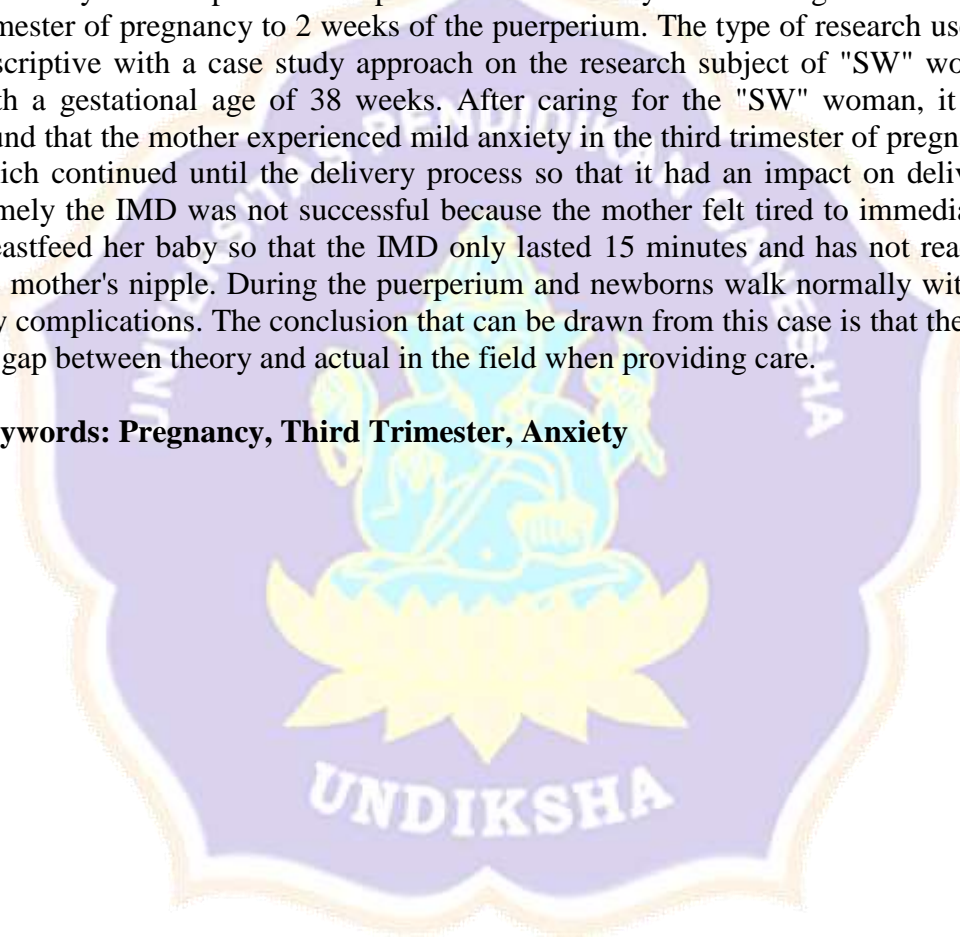 mester of pregnancy to 2 weeks of the puerperium. The type of research use
scriptive with a case study approach on the research subject of "SW" wo
th a gestational age of 38 weeks. After caring for the "SW" woman, it
und that the mother experienced mild anxiety in the third trimester of pregn
hich continued until the delivery process so that it had an impact on deliv
mely the IMD was not successful because the mother felt tired to immedia
eastfeed her baby so that the IMD only lasted 15 minutes and has not rea
mother's nipple. During the puerperium and newborns walk normally wit
y complications. The conclusion that can be drawn from this case is that the
gap between theory and actual in the field when providing care.
ywords: Pregnancy, Third Trimester, Anxiety
UNIVERSITAS PENDIDIKAN GANESHA
UNDIKSHA